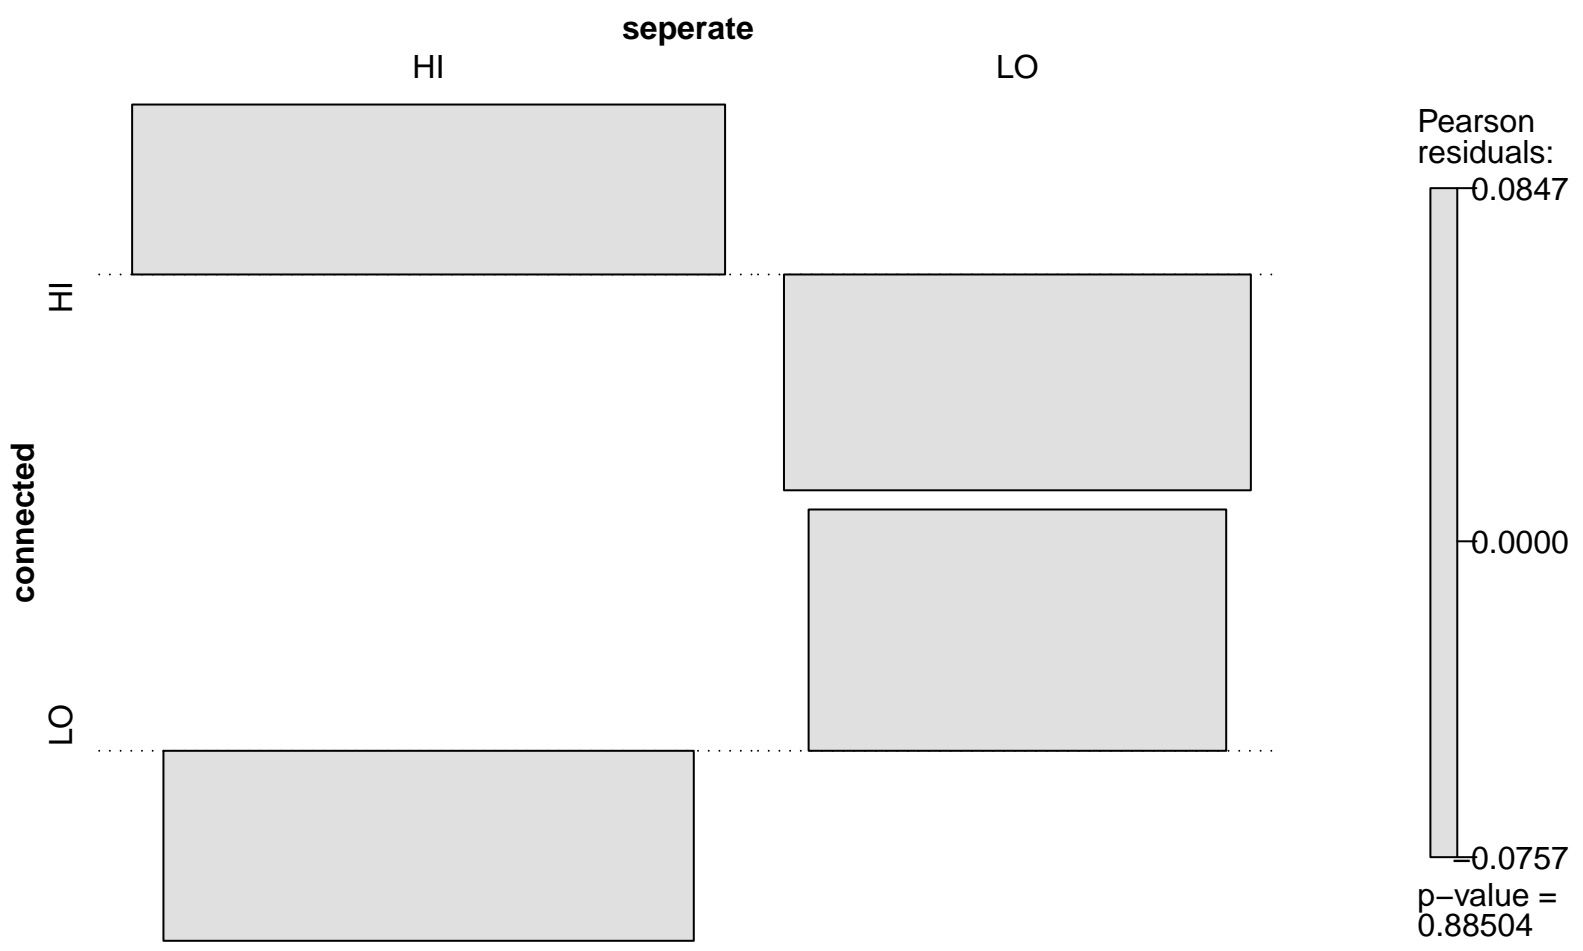 seperate
HI
LO
HI
connected
LO
Pearson
residuals:
0.0847
0.0000
−0.0757
p−value =
0.88504